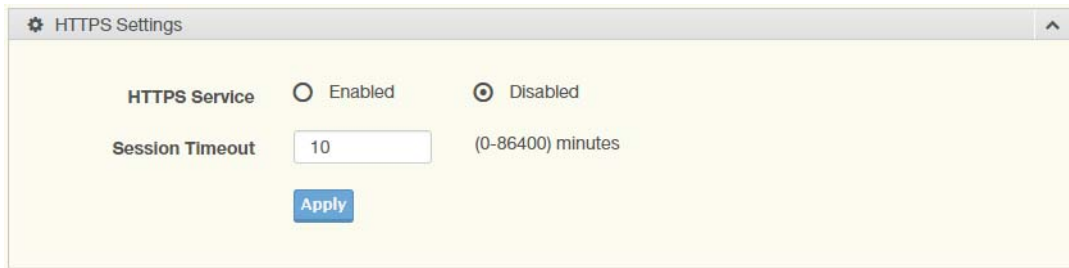 HTTPS Settings
HTTPS Service Enabled Disabled
Session Timeout 10 (0-86400) minutes
Apply